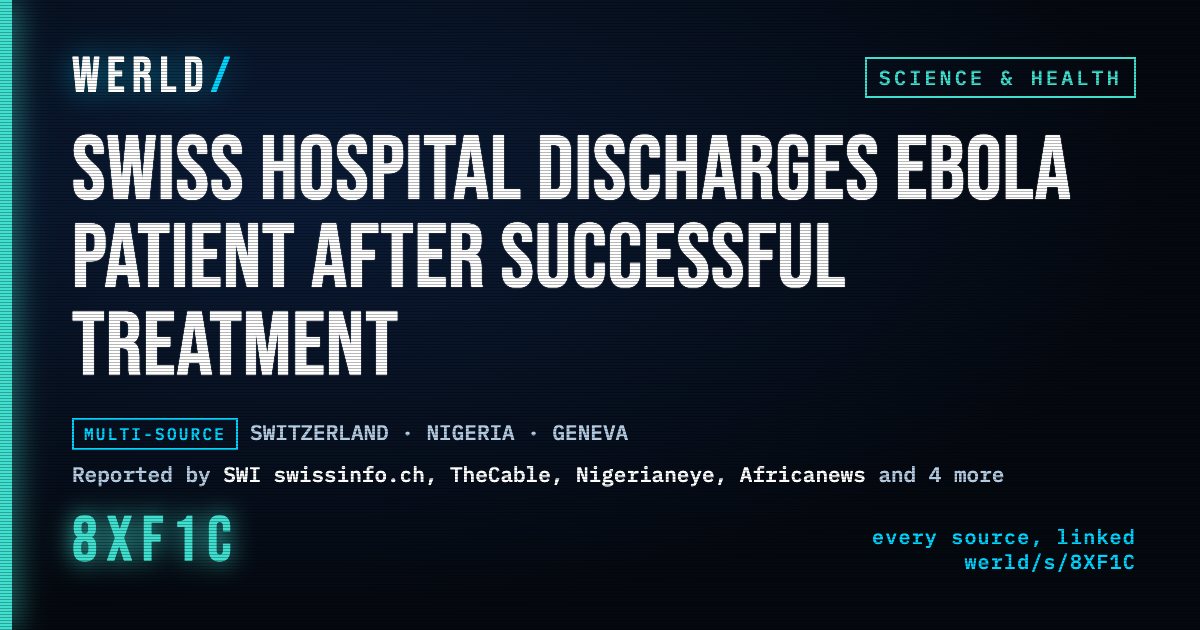 WERLD/
SCIENCE & HEALTH
SWISS HOSPITAL DISCHARGES EBOLA
PATIENT AFTER SUCCESSFUL
TREATMENT
MULTI-SOURCE SWITZERLAND · NIGERIA · GENEVA
Reported by SWI swissinfo.ch, TheCable, Nigerianeye, Africanews and 4 more
8XF1C
every source, linked
werld/s/8XF1C